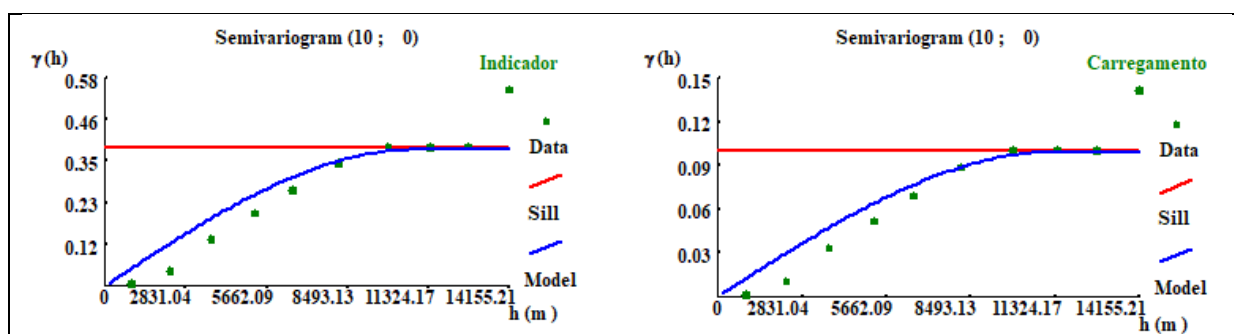 Semivariogram (10 ; 0)
γ (h)
Indicador
0.58
0.46
0.35
0.23
0.12
0 2831.04 5662.09 8493.13 11324.17 14155.21
h ( m )
Data
Sill
Model
Semivariogram (10 ; 0)
γ (h)
Carregamento
0.15
0.12
0.09
0.06
0.03
0 2831.04 5662.09 8493.13 11324.17 14155.21
h ( m )
Data
Sill
Model